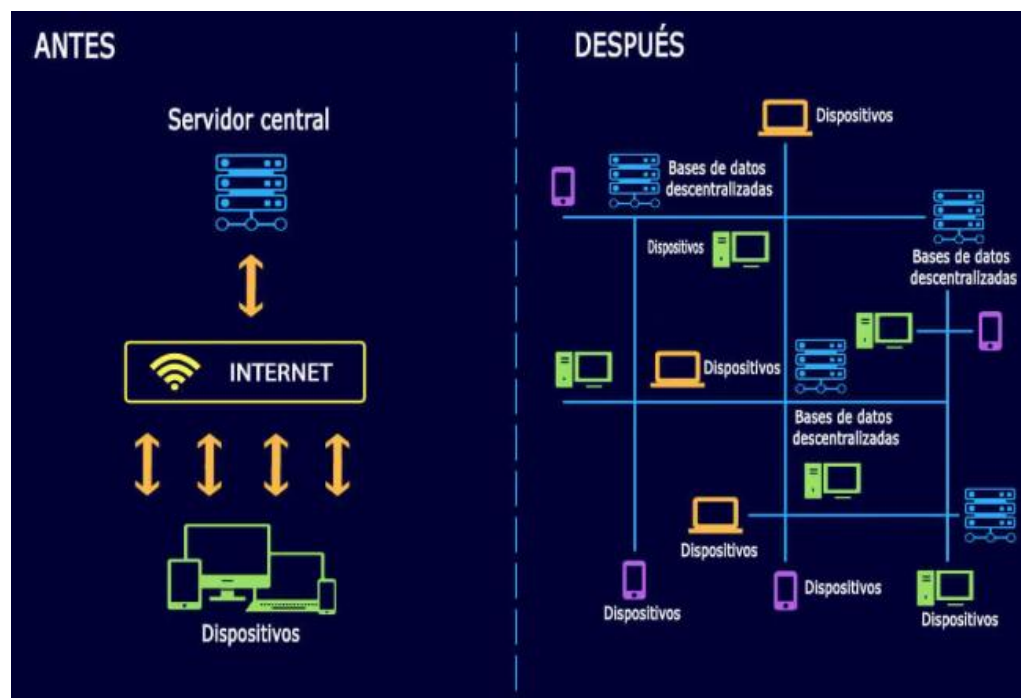 ANTES
Servidor central
INTERNET
Dispositivos
DESPUÉS
Dispositivos
Bases de datos
descentralizadas
Dispositivos
Bases de datos
descentralizadas
Dispositivos
Bases de datos
descentralizadas
Dispositivos
Dispositivos
Dispositivos
Dispositivos